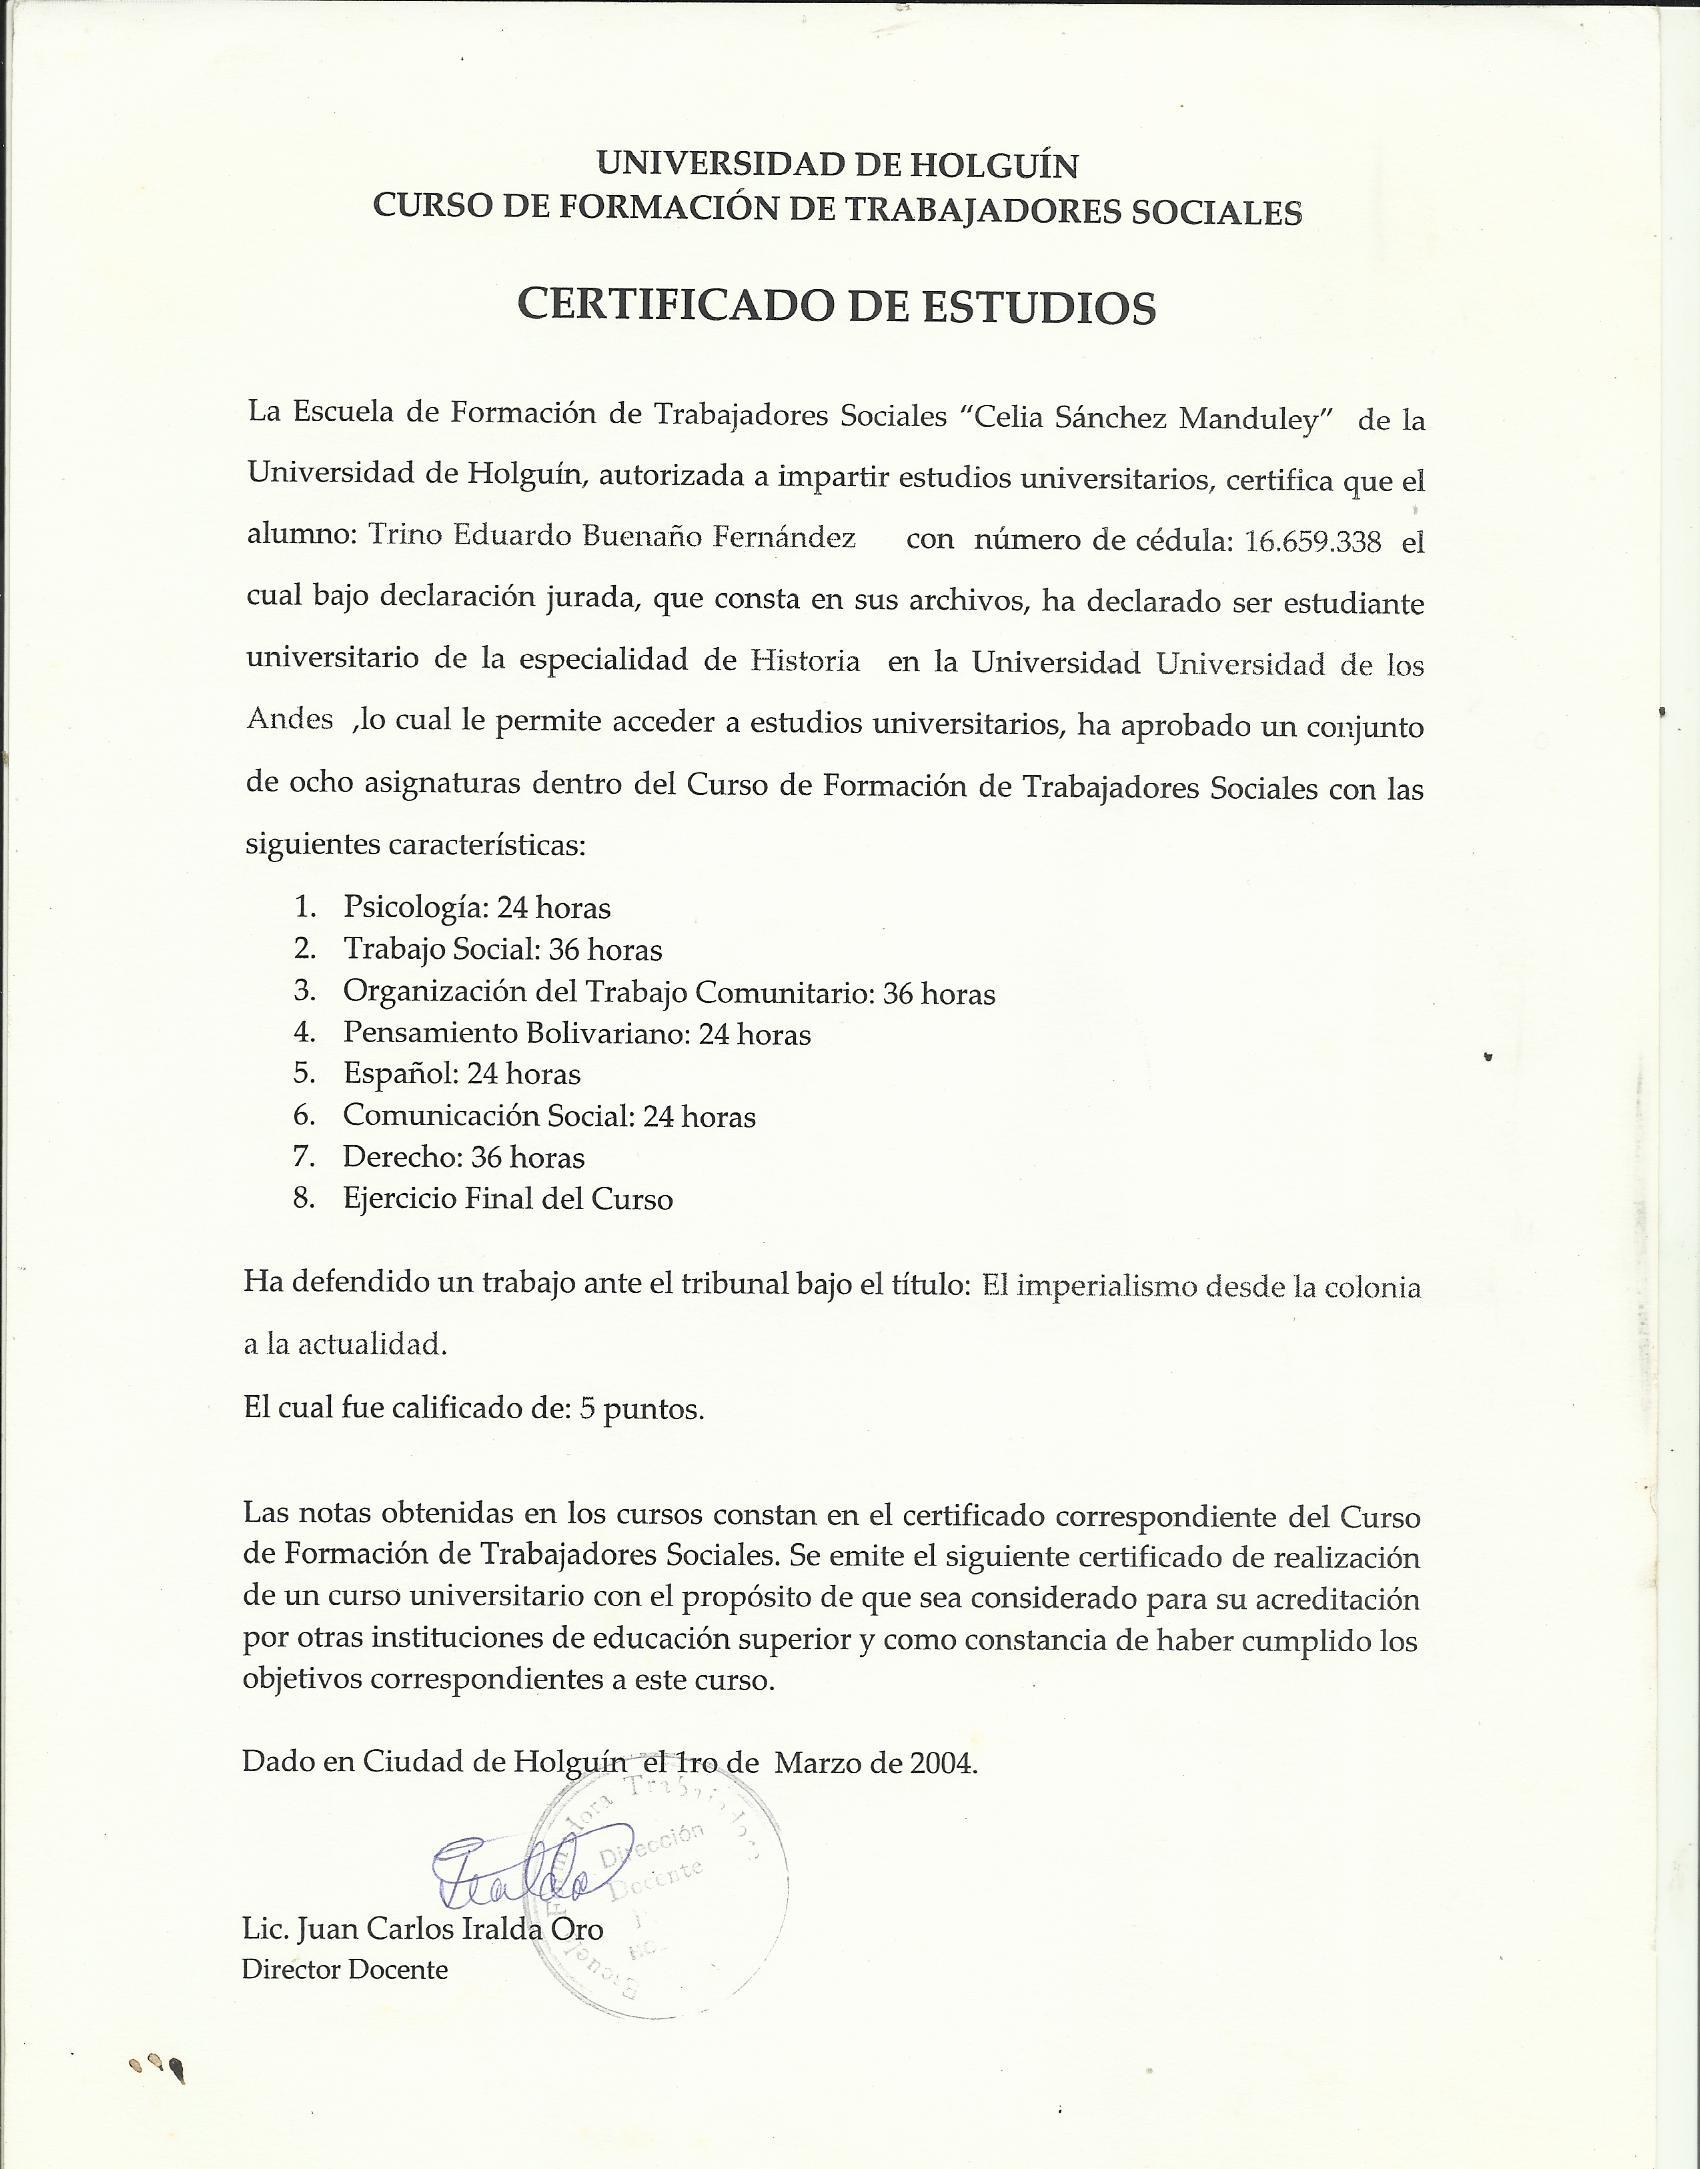 UNIVERSIDAD DE HOLGUÍN
CURSO DE FORMACIÓN DE TRABAJADORES SOCIALES
CERTIFICADO DE ESTUDIOS
La Escuela de Formación de Trabajadores Sociales "Celia Sánchez Manduley" de la
Universidad de Holguín, autorizada a impartir estudios universitarios, certifica que el
alumno: Trino Eduardo Buenaño Fernández con número de cédula: 16.659.338 el
cual bajo declaración jurada, que consta en sus archivos, ha declarado ser estudiante
universitario de la especialidad de Historia en la Universidad Universidad de los
Andes ,lo cual le permite acceder a estudios universitarios, ha aprobado un conjunto
de ocho asignaturas dentro del Curso de Formación de Trabajadores Sociales con las
siguientes características:
1. Psicología: 24 horas
2. Trabajo Social: 36 horas
3. Organización del Trabajo Comunitario: 36 horas
4. Pensamiento Bolivariano: 24 horas
5. Español: 24 horas
6. Comunicación Social: 24 horas
7. Derecho: 36 horas
8. Ejercicio Final del Curso
Ha defendido un trabajo ante el tribunal bajo el título: El imperialismo desde la colonia
a la actualidad.
El cual fue calificado de: 5 puntos.
Las notas obtenidas en los cursos constan en el certificado correspondiente del Curso
de Formación de Trabajadores Sociales. Se emite el siguiente certificado de realización
de un curso universitario con el propósito de que sea considerado para su acreditación
por otras instituciones de educación superior y como constancia de haber cumplido los
objetivos correspondientes a este curso.
Dado en Ciudad de Holguín el 1ro de Marzo de 2004.
Dirección
Docente
Lic. Juan Carlos Iralda Oro
Director Docente